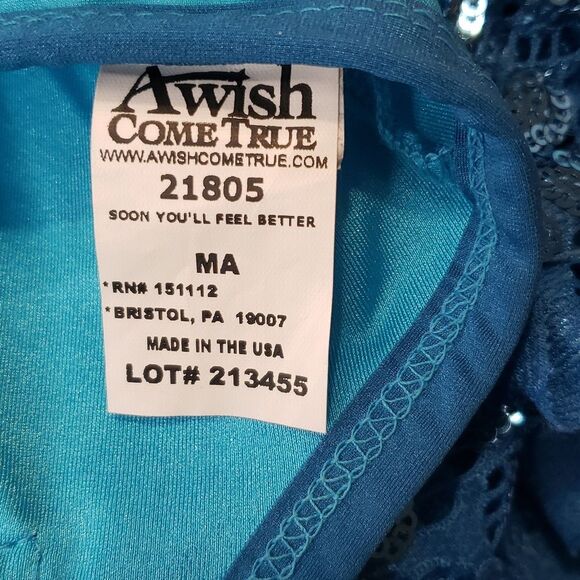 A wish
COME TRUE
WWW.AWISHCOMETRUE.COM
21805
SOON YOU'LL FEEL BETTER
MA
*RN# 151112
*BRISTOL, PA 19007
MADE IN THE USA
LOT# 213455